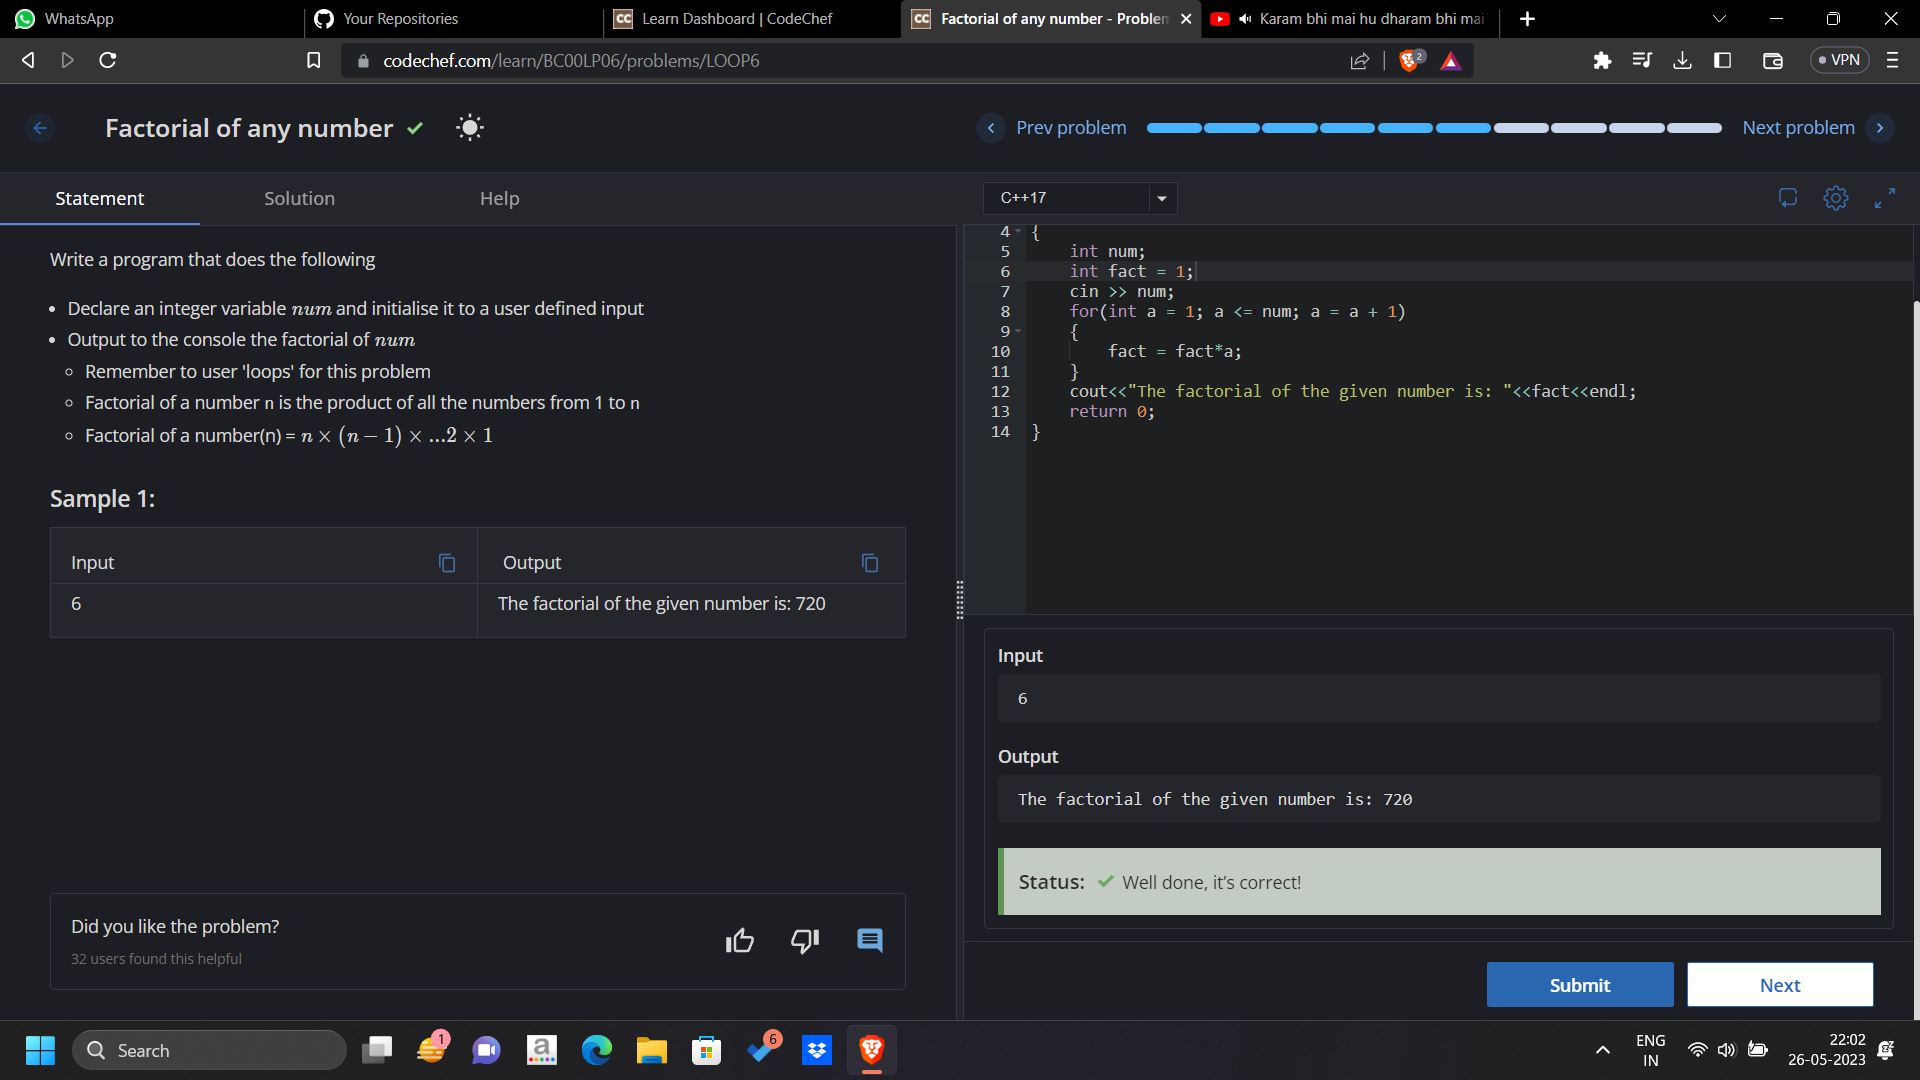 WhatsApp
Your Repositories
Learn Dashboard | CodeChef
Factorial of any number - Problem
Karam bhi mai hu dharam bhi mai
codechef.com/learn/BC00LP06/problems/LOOP6
2
VPN
Factorial of any number
Prev problem
Next problem
Statement
Solution
Help
Write a program that does the following
• Declare an integer variable num and initialise it to a user defined input
• Output to the console the factorial of num
◦ Remember to user 'loops' for this problem
◦ Factorial of a number n is the product of all the numbers from 1 to n
◦ Factorial of a number(n) = n × (n − 1) × ...2 × 1
Sample 1:
Input
Output
6
The factorial of the given number is: 720
Did you like the problem?
32 users found this helpful
C++17
4 {
5 int num;
6 int fact = 1;
7 cin >> num;
8 for(int a = 1; a <= num; a = a + 1)
9 {
10 fact = fact*a;
11 }
12 cout<<"The factorial of the given number is: "<<fact<<endl;
13 return 0;
14 }
Input
6
Output
The factorial of the given number is: 720
Status: Well done, it's correct!
Submit
Next
Search
1
a
6
ENG
IN
22:02
26-05-2023